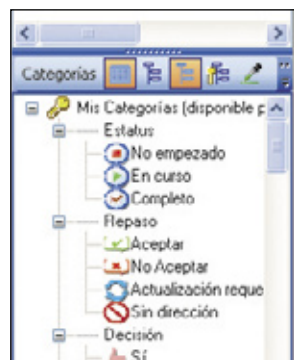 Categorías
Mis Categorías (disponible p
Estatus
No empezado
En curso
Completo
Repaso
Aceptar
No Aceptar
Actualización reque
Sin dirección
Decisión
Sí